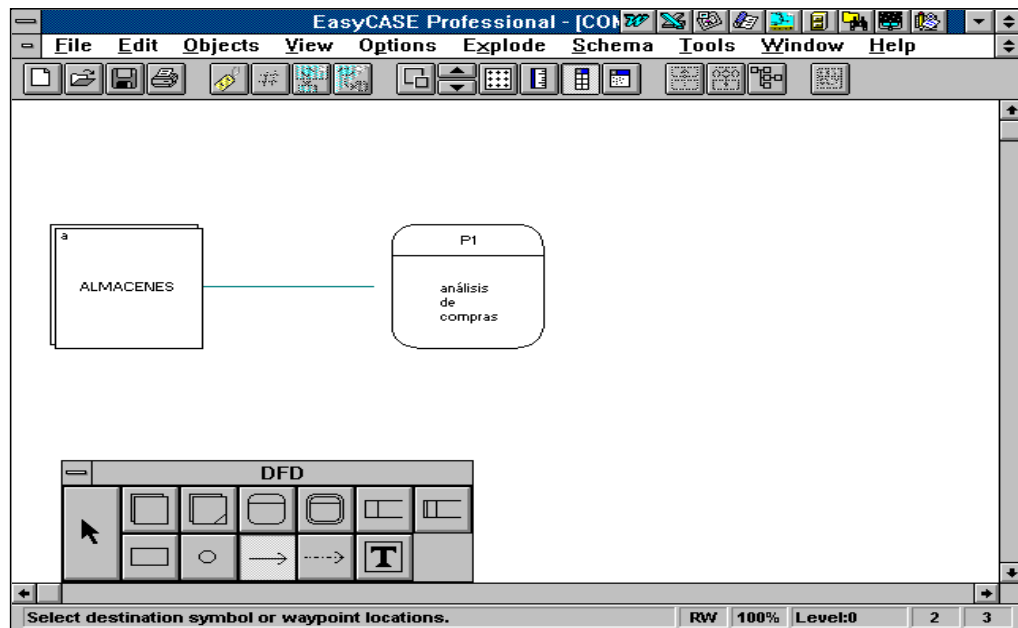 EasyCASE Professional - [CON
File Edit Objects View Options Explode Schema Tools Window Help
a
ALMACENES
P1
análisis
de
compras
DFD
T
Select destination symbol or waypoint locations. RW 100% Level:0 2 3